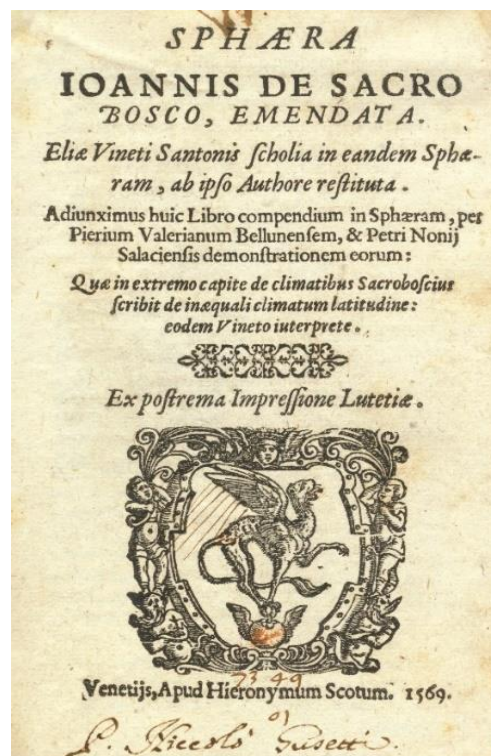 SPHÆRA
IOANNIS DE SACRO
BOSCO, EMENDATA.
Eliæ Vineti Santonis ſcholia in eandem Sphæ-
ram, ab ipſo Authore reſtituta.
Adiunximus huic Libro compendium in Sphæram, per
Pierium Valerianum Bellunenſem, & Petri Nonij
Salacienſis demonſtrationem eorum:
Quæ in extremo capite de climatibus Sacroboſcius
ſcribit de inæquali climatum latitudine:
eodem Vineto iuterprete.
Ex poſtrema Impreſſione Lutetiæ.
Venetijs, Apud Hieronymum Scotum. 1569.
P. Niccolò Gusetti.